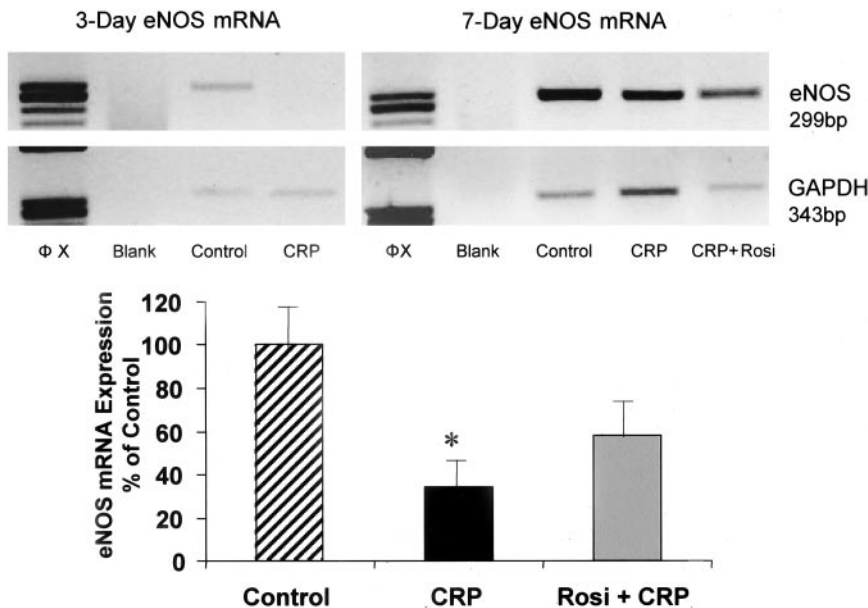 3-Day eNOS mRNA
7-Day eNOS mRNA
eNOS
299bp
GAPDH
343bp
Φ X
Blank
Control
CRP
ΦX
Blank
Control
CRP
CRP+Rosi
eNOS mRNA Expression
% of Control
120
100
80
60
40
20
0
*
Control
CRP
Rosi + CRP